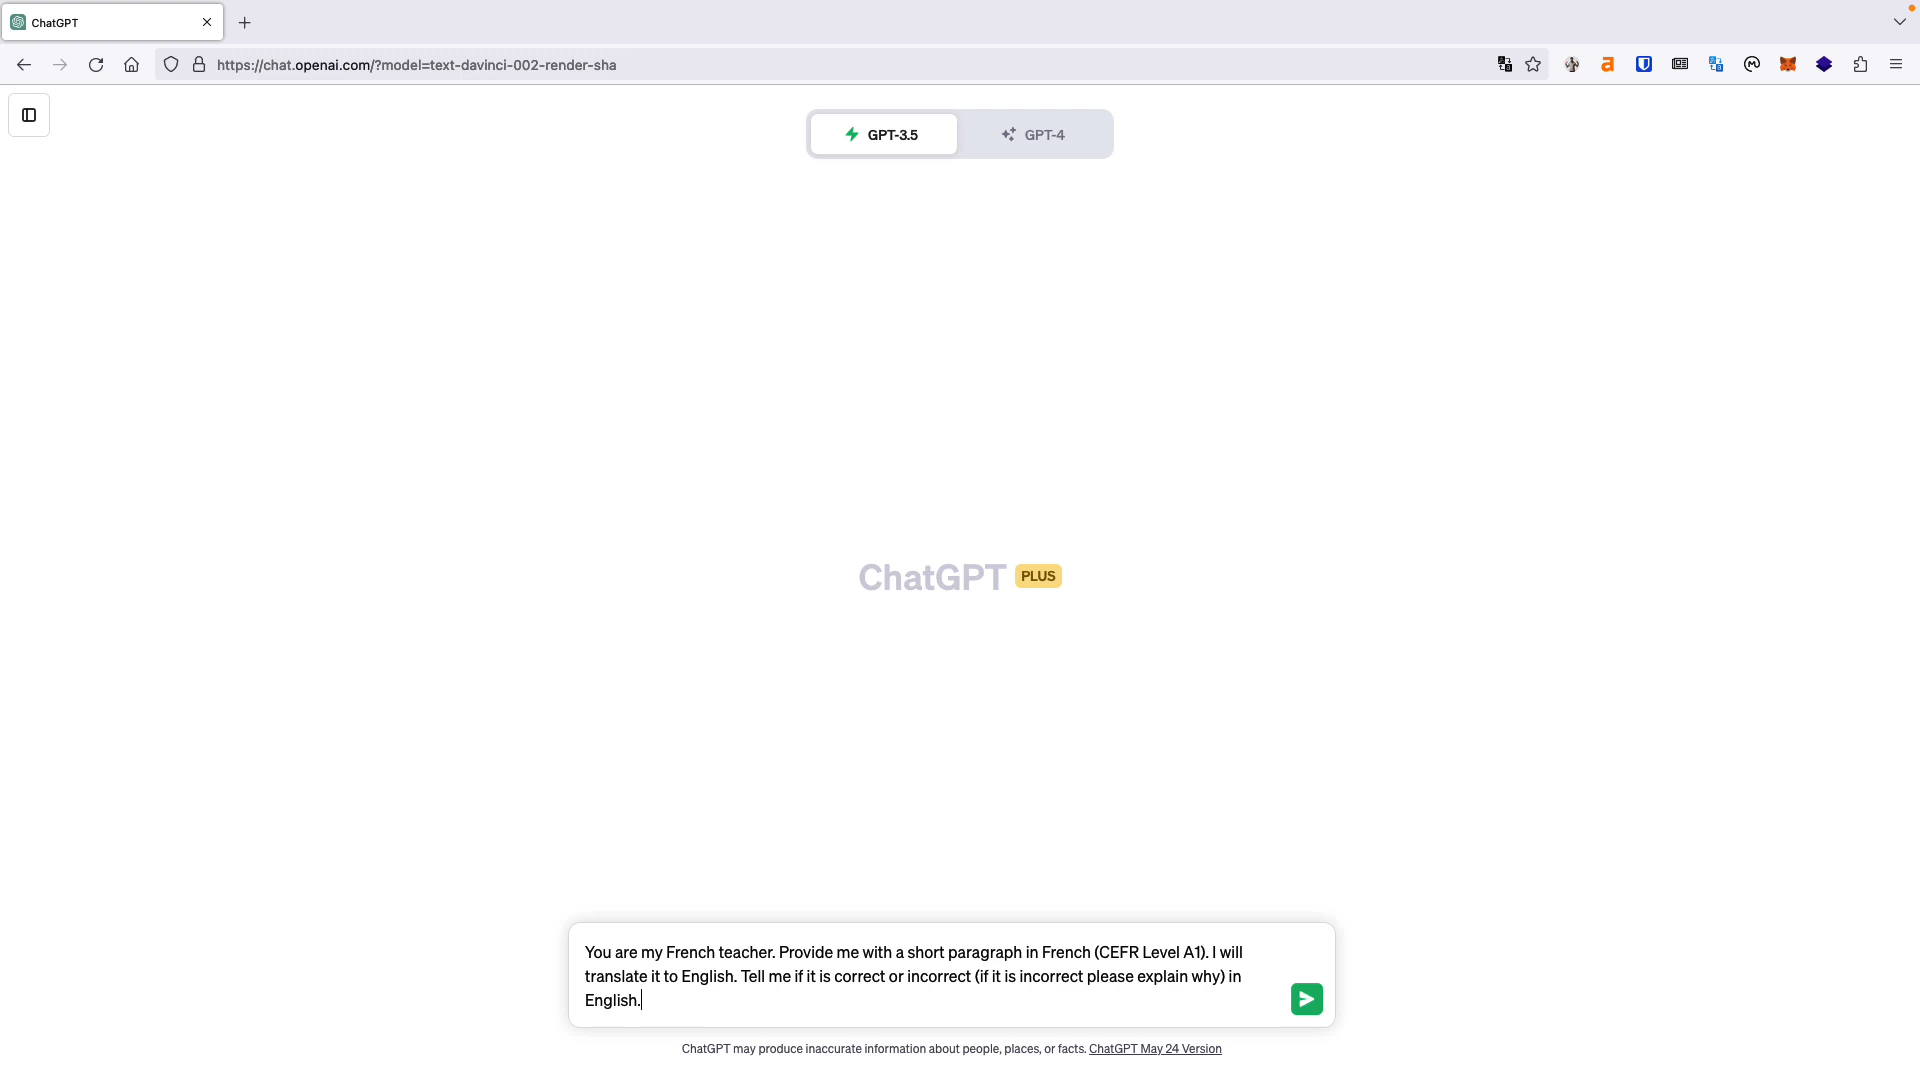 ChatGPT
https://chat.openai.com/?model=text-davinci-002-render-sha
GPT-3.5
GPT-4
ChatGPT PLUS
You are my French teacher. Provide me with a short paragraph in French (CEFR Level A1). I will
translate it to English. Tell me if it is correct or incorrect (if it is incorrect please explain why) in
English.
ChatGPT may produce inaccurate information about people, places, or facts. ChatGPT May 24 Version